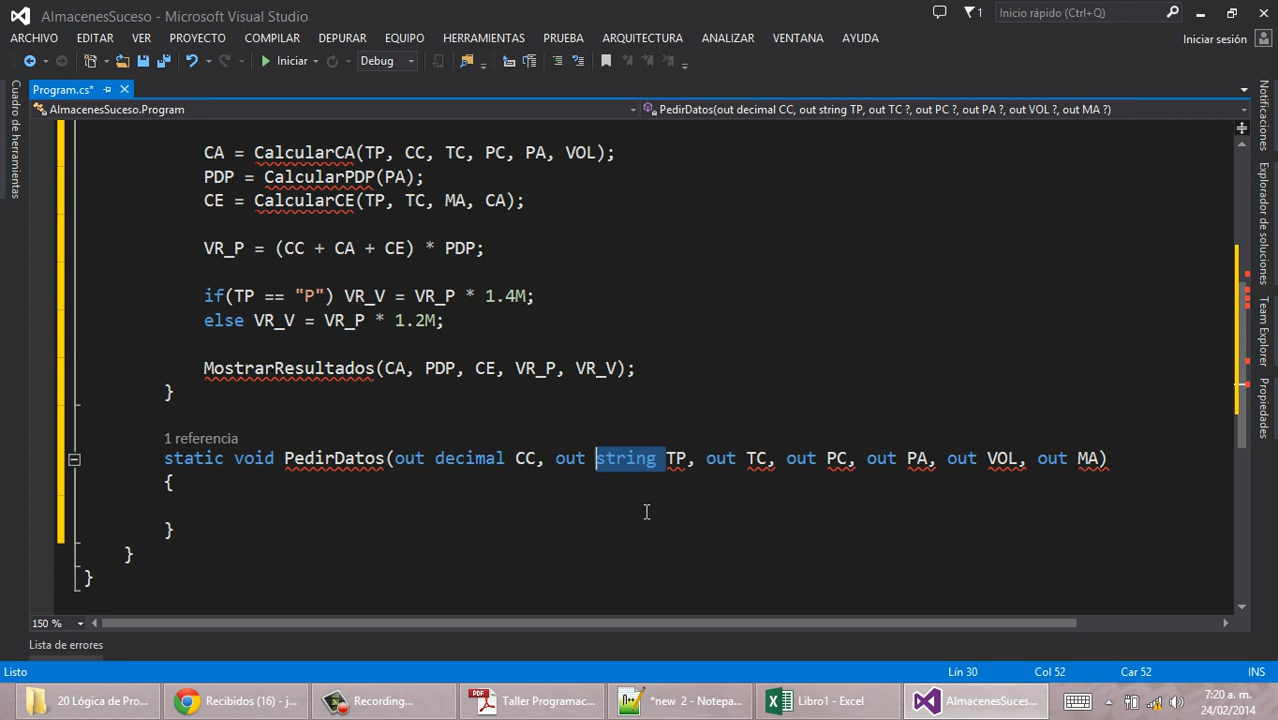 AlmacenesSuceso - Microsoft Visual Studio
1
Inicio rápido (Ctrl+Q)
ARCHIVO EDITAR VER PROYECTO COMPILAR DEPURAR EQUIPO HERRAMIENTAS PRUEBA ARQUITECTURA ANALIZAR VENTANA AYUDA
Iniciar sesión
Iniciar
Debug
Program.cs*
AlmacenesSuceso.Program
PedirDatos(out decimal CC, out string TP, out TC ?, out PC ?, out PA ?, out VOL ?, out MA ?)
Cuadro de herramientas
CA = CalcularCA(TP, CC, TC, PC, PA, VOL);
PDP = CalcularPDP(PA);
CE = CalcularCE(TP, TC, MA, CA);
VR_P = (CC + CA + CE) * PDP;
if(TP == "P") VR_V = VR_P * 1.4M;
else VR_V = VR_P * 1.2M;
MostrarResultados(CA, PDP, CE, VR_P, VR_V);
}
1 referencia
static void PedirDatos(out decimal CC, out string TP, out TC, out PC, out PA, out VOL, out MA)
{
}
}
}
Notificaciones
Explorador de soluciones
Team Explorer
Propiedades
150 %
Lista de errores
Listo
Lín 30
Col 52
Car 52
INS
20 Lógica de Pro...
Recibidos (16) - j...
Recording...
Taller Programac...
*new 2 - Notepa...
Libro1 - Excel
AlmacenesSuces...
7:20 a. m.
24/02/2014